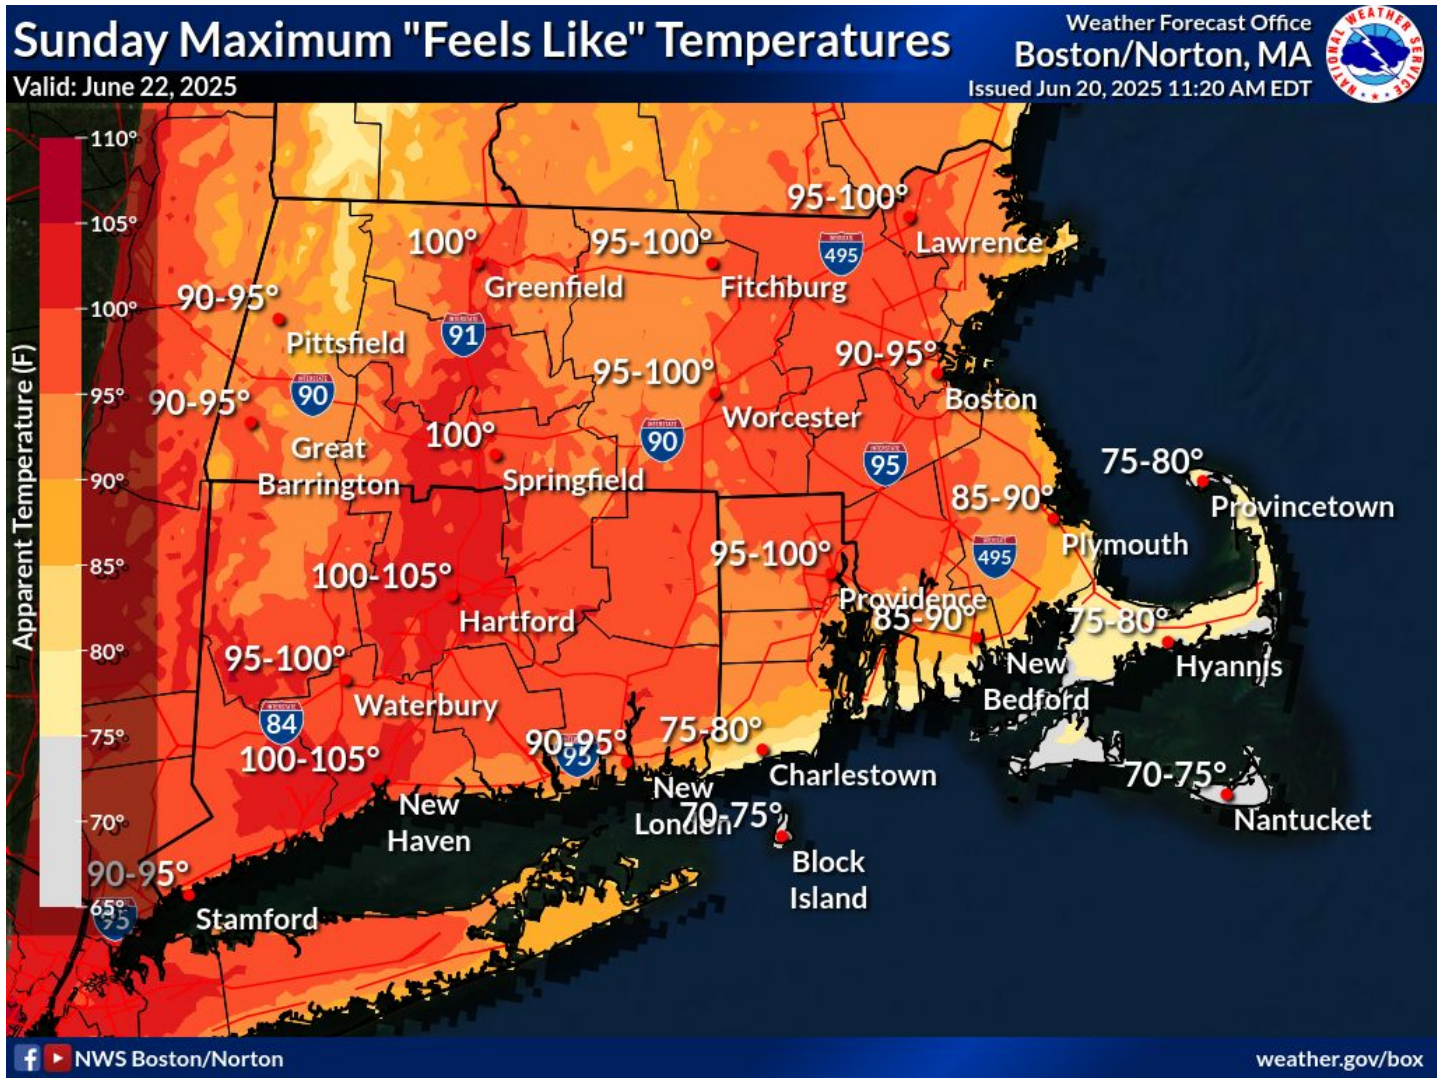 Sunday Maximum "Feels Like" Temperatures
Valid: June 22, 2025
Weather Forecast Office
Boston/Norton, MA
Issued Jun 20, 2025 11:20 AM EDT
NATIONAL WEATHER SERVICE
Apparent Temperature (F)
110°
105°
100°
95°
90°
85°
80°
75°
70°
65°
95-100°
Lawrence
495
100°
Greenfield
95-100°
Fitchburg
90-95°
Pittsfield
91
90-95°
Boston
95-100°
Worcester
90
90-95°
Great
Barrington
100°
Springfield
90
95
75-80°
Provincetown
85-90°
Plymouth
495
95-100°
Providence
100-105°
Hartford
85-90°
New
Bedford
75-80°
Hyannis
95-100°
Waterbury
84
100-105°
New
Haven
90-95°
95
New
London
75-80°
Charlestown
70-75°
Block
Island
70-75°
Nantucket
90-95°
Stamford
95
NWS Boston/Norton
weather.gov/box